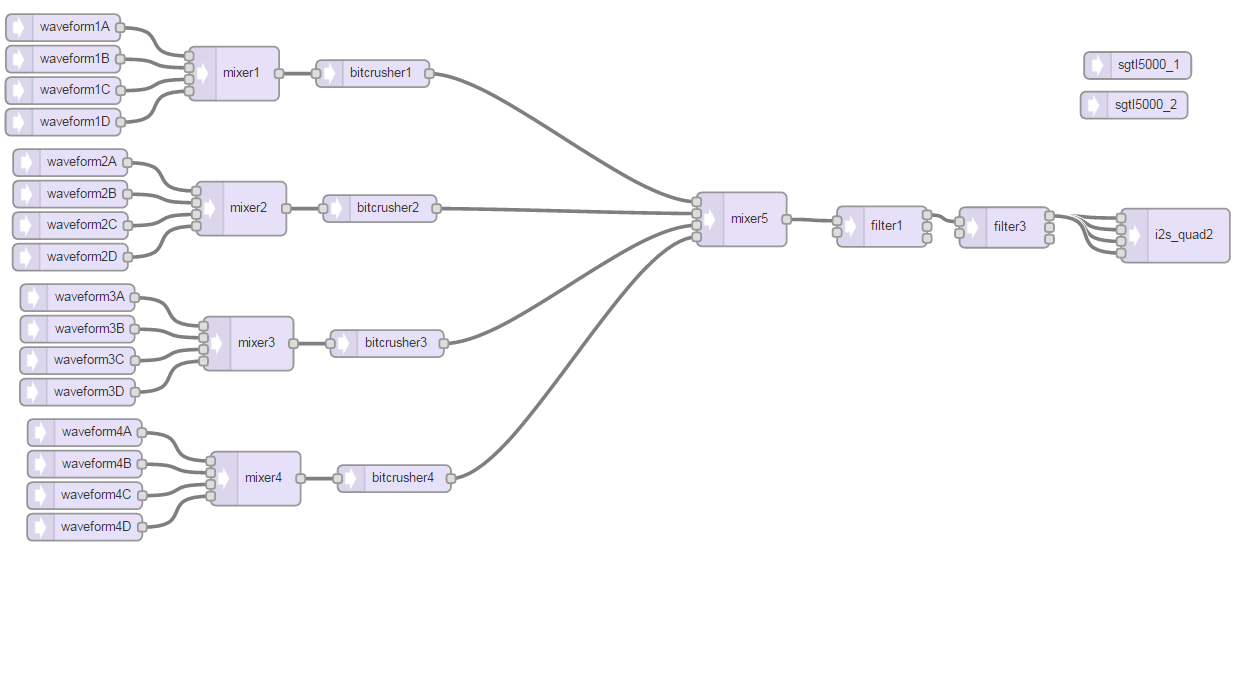 waveform1A
waveform1B
waveform1C
waveform1D
mixer1
bitcrusher1
waveform2A
waveform2B
waveform2C
waveform2D
mixer2
bitcrusher2
waveform3A
waveform3B
waveform3C
waveform3D
mixer3
bitcrusher3
waveform4A
waveform4B
waveform4C
waveform4D
mixer4
bitcrusher4
mixer5
filter1
filter3
i2s_quad2
sgtl5000_1
sgtl5000_2